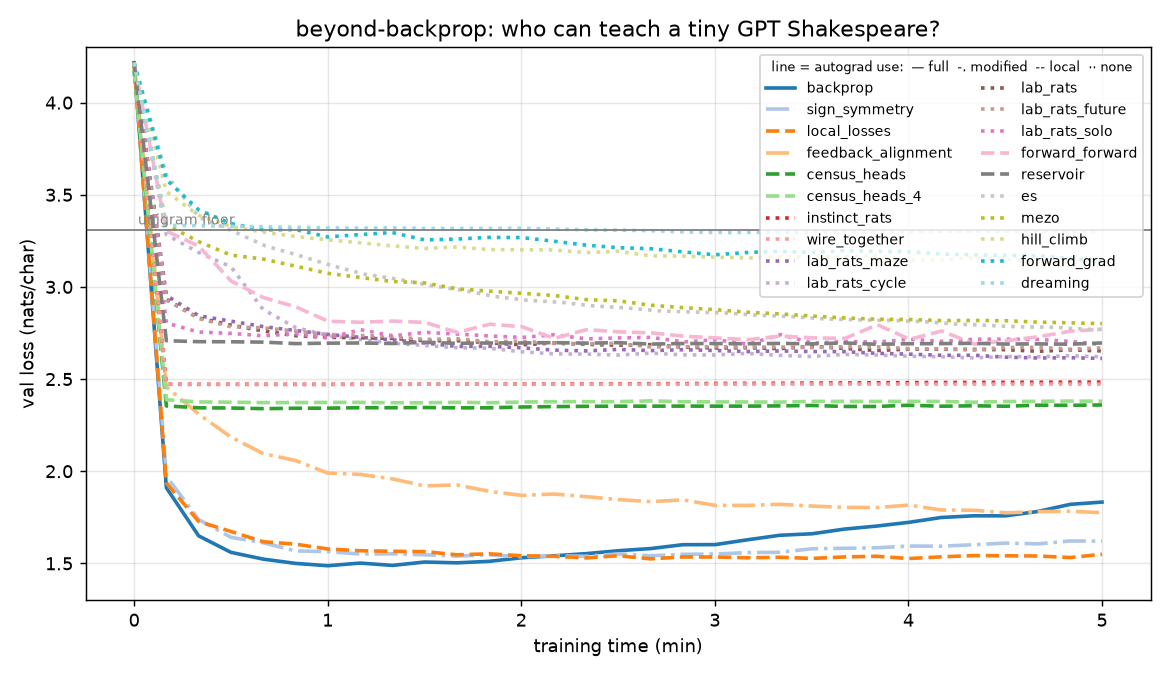 beyond-backprop: who can teach a tiny GPT Shakespeare?
line = autograd use: — full -. modified -- local ·· none
backprop
sign_symmetry
local_losses
feedback_alignment
census_heads
census_heads_4
instinct_rats
wire_together
lab_rats_maze
lab_rats_cycle
lab_rats
lab_rats_future
lab_rats_solo
forward_forward
reservoir
es
mezo
hill_climb
forward_grad
dreaming
unigram floor
val loss (nats/char)
4.0
3.5
3.0
2.5
2.0
1.5
0 1 2 3 4 5
training time (min)